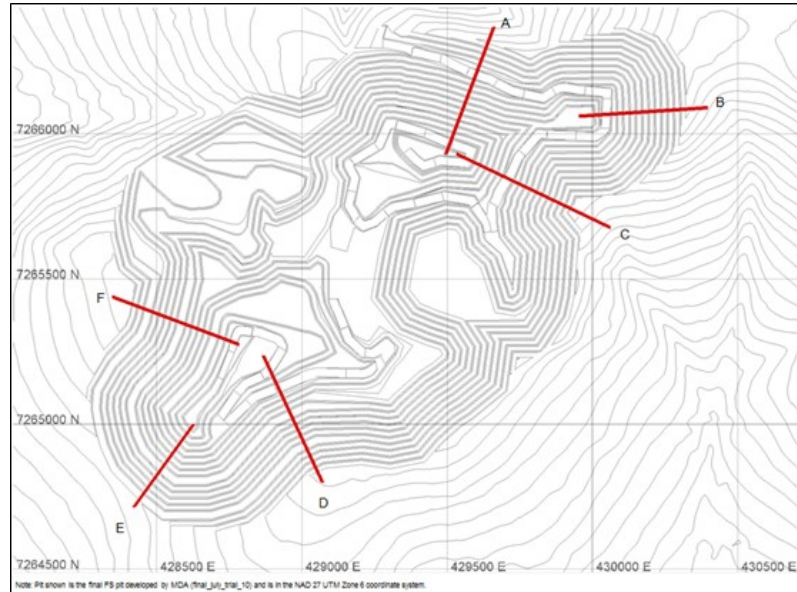 A
B
7266000 N
C
7265500 N
F
7265000 N
D
E
7264500 N
428500 E
429000 E
429500 E
430000 E
430500 E
Note: Pit shown is the final FS pit developed by MDA (final_july_trial_10) and is in the NAD 27 UTM Zone 6 coordinate system.